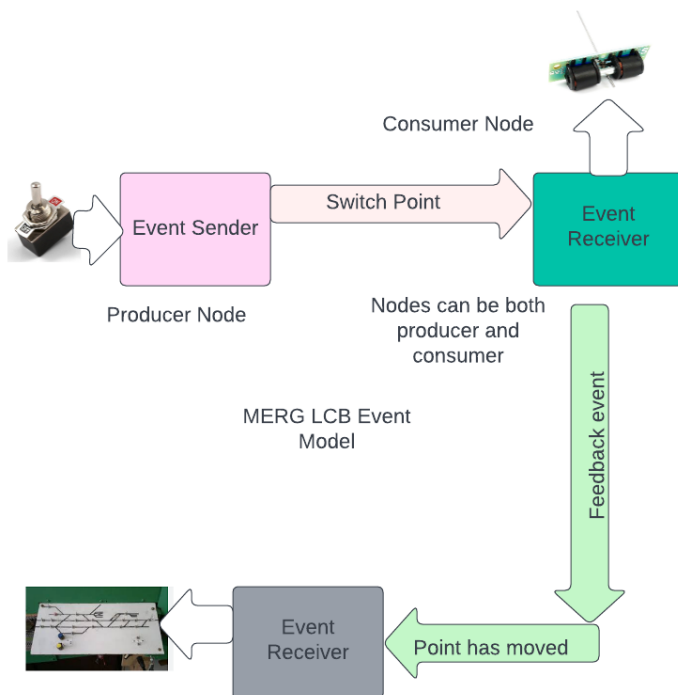 Consumer Node
Event Sender
Switch Point
Event
Receiver
Producer Node
Nodes can be both
producer and
consumer
MERG LCB Event
Model
Feedback event
Event
Receiver
Point has moved